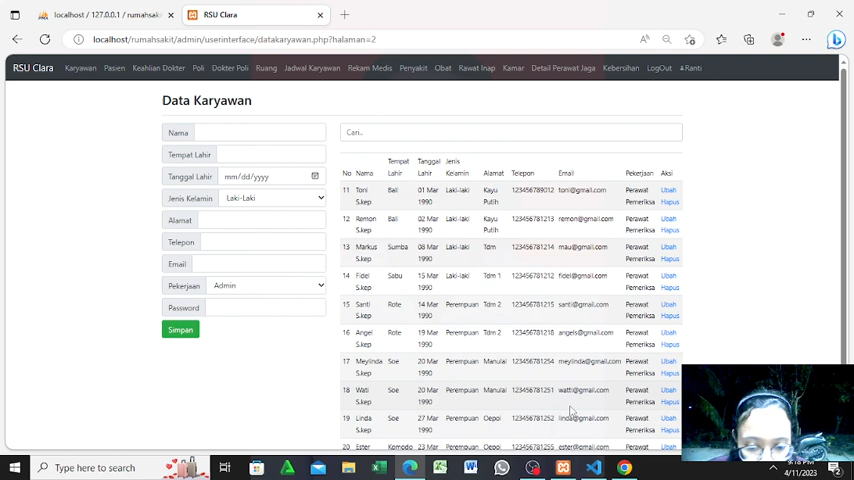 localhost / 127.0.0.1 / rumahsaki
RSU Clara
localhost/rumahsakit/admin/userinterface/datakaryawan.php?halaman=2
RSU Clara Karyawan Pasien Keahlian Dokter Poli Dokter Poli Ruang Jadwal Karyawan Rekam Medis Penyakit Obat Rawat Inap Kamar Detail Perawat Jaga Kebersihan LogOut Ranti
Data Karyawan
Nama
Tempat Lahir
Tanggal Lahir mm/dd/yyyy
Jenis Kelamin Laki-Laki
Alamat
Telepon
Email
Pekerjaan Admin
Password
Simpan
Cari..
No Nama Tempat Lahir Tanggal Lahir Jenis Kelamin Alamat Telepon Email Pekerjaan Aksi
11 Toni S.kep Bali 01 Mar 1990 Laki-laki Kayu Putih 123456789012 toni@gmail.com Perawat Pemeriksa Ubah Hapus
12 Remon S.kep Bali 02 Mar 1990 Laki-laki Kayu Putih 123456781213 remon@gmail.com Perawat Pemeriksa Ubah Hapus
13 Markus S.kep Sumba 08 Mar 1990 Laki-laki Tdm 123456781214 mau@gmail.com Perawat Pemeriksa Ubah Hapus
14 Fidel S.kep Sabu 15 Mar 1990 Laki-laki Tdm 1 123456781212 fidel@gmail.com Perawat Pemeriksa Ubah Hapus
15 Santi S.kep Rote 14 Mar 1990 Perempuan Tdm 2 123456781215 santi@gmail.com Perawat Pemeriksa Ubah Hapus
16 Angel S.kep Rote 19 Mar 1990 Perempuan Tdm 2 123456781218 angels@gmail.com Perawat Pemeriksa Ubah Hapus
17 Meylinda S.kep Soe 20 Mar 1990 Perempuan Manulai 123456781254 meylinda@gmail.com Perawat Pemeriksa Ubah Hapus
18 Wati S.kep Soe 20 Mar 1990 Perempuan Manulai 123456781251 watti@gmail.com Perawat Pemeriksa Ubah Hapus
19 Linda S.kep Soe 27 Mar 1990 Perempuan Oepoi 123456781252 linda@gmail.com Perawat Pemeriksa Ubah Hapus
20 Ester Komodo 23 Mar Perempuan Oepoi 123456781255 ester@gmail.com Perawat Ubah
Type here to search
9:18 PM
4/11/2023